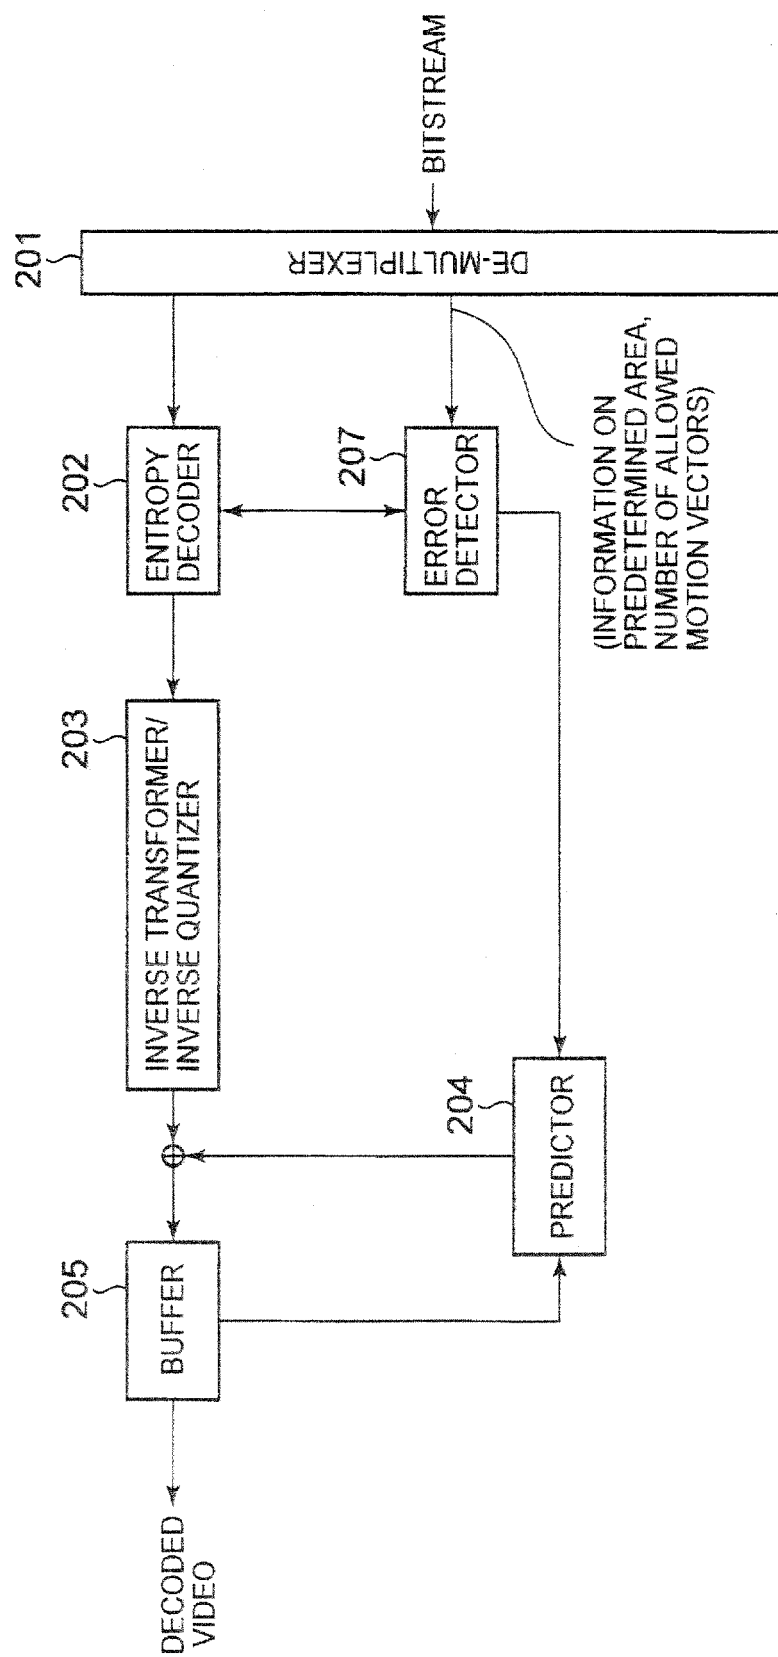 201
DE-MULTIPLEXER
BITSTREAM
202
ENTROPY
DECODER
207
ERROR
DETECTOR
(INFORMATION ON
PREDETERMINED AREA,
NUMBER OF ALLOWED
MOTION VECTORS)
203
INVERSE TRANSFORMER/
INVERSE QUANTIZER
204
PREDICTOR
205
BUFFER
DECODED
VIDEO